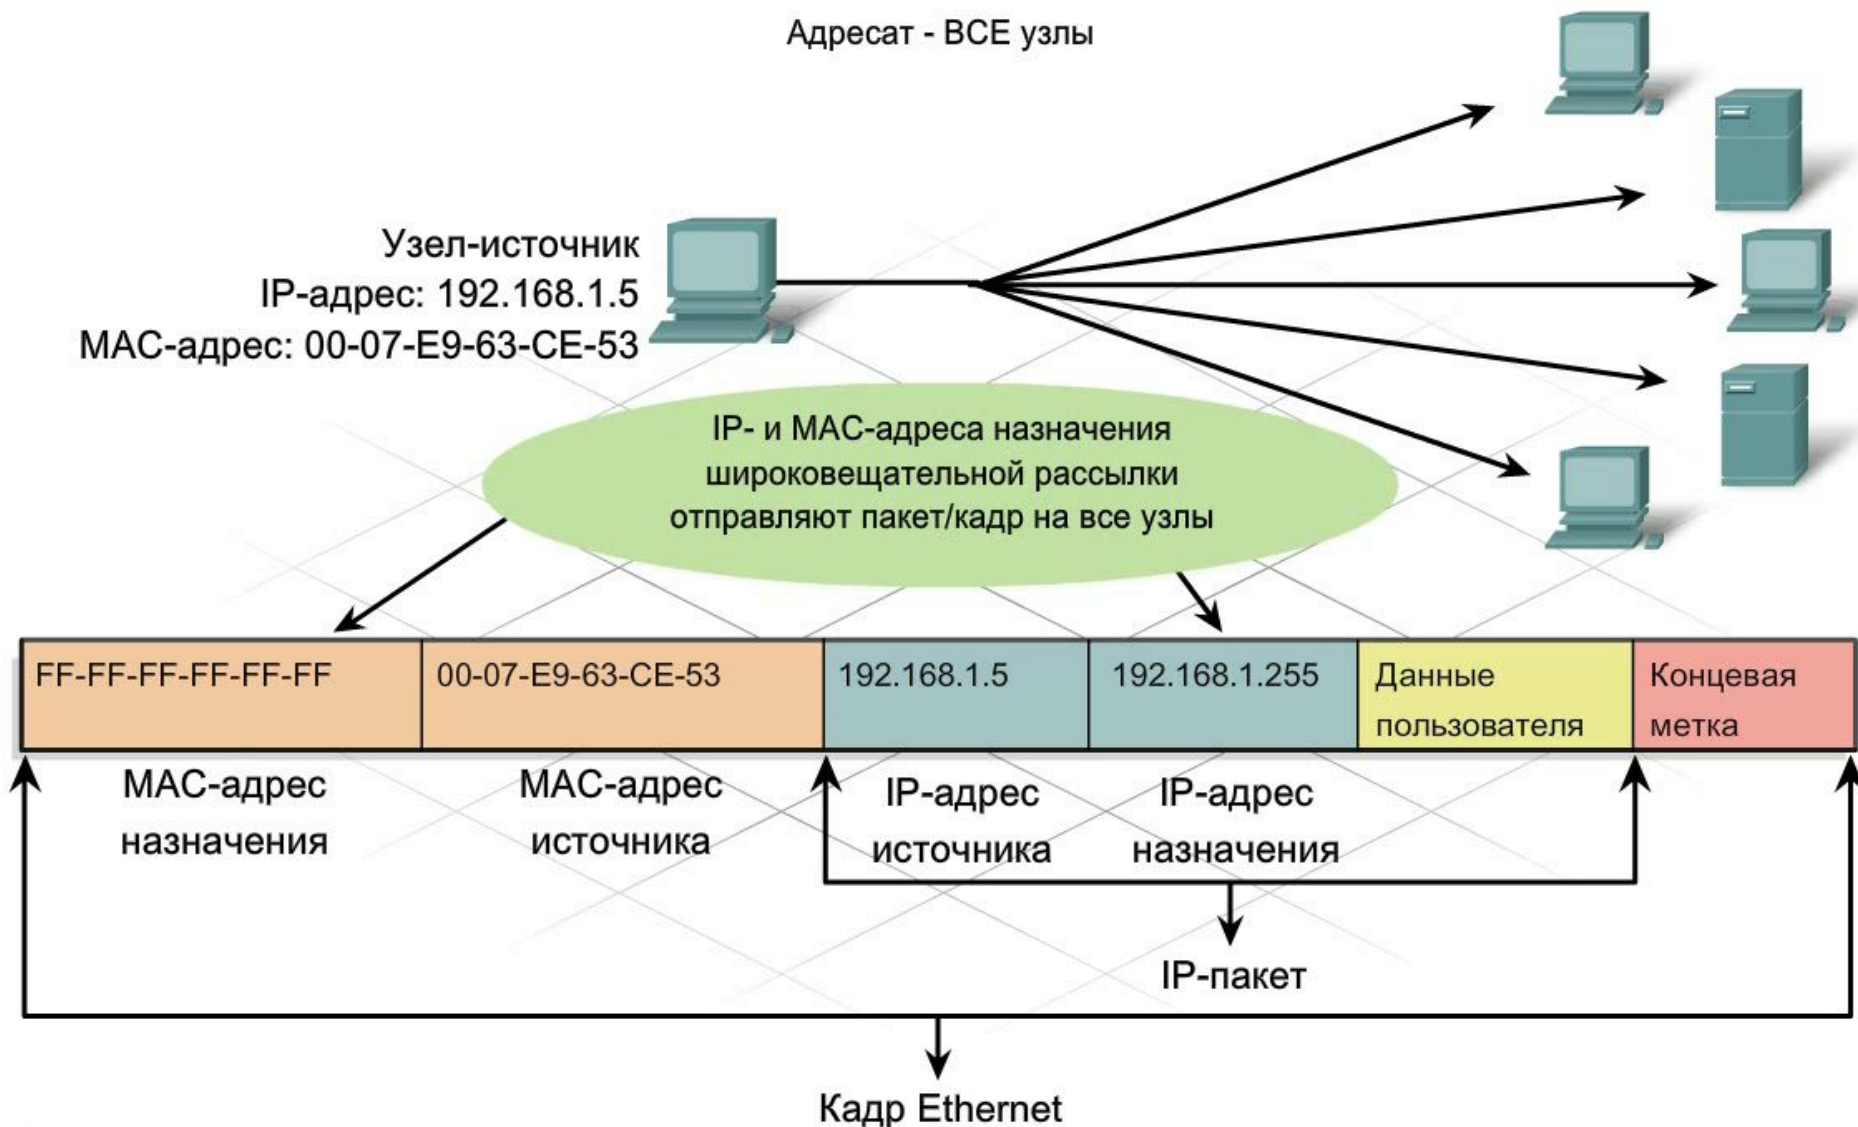 Адресат - ВСЕ узлы
Узел-источник
IP-адрес: 192.168.1.5
MAC-адрес: 00-07-E9-63-CE-53
IP- и MAC-адреса назначения
широковещательной рассылки
отправляют пакет/кадр на все узлы
FF-FF-FF-FF-FF-FF
00-07-E9-63-CE-53
192.168.1.5
192.168.1.255
Данные
пользователя
Концевая
метка
MAC-адрес
назначения
MAC-адрес
источника
IP-адрес
источника
IP-адрес
назначения
IP-пакет
Кадр Ethernet